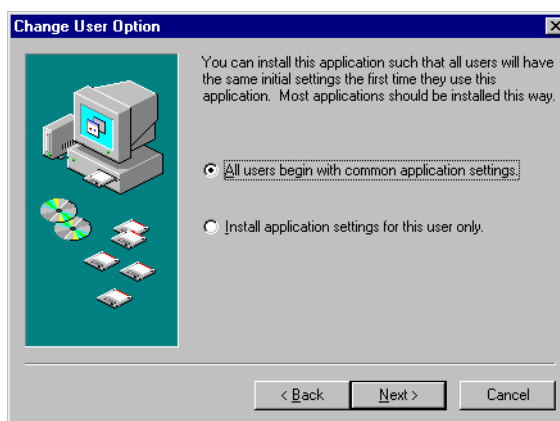 Change User Option
You can install this application such that all users will have
the same initial settings the first time they use this
application. Most applications should be installed this way.
All users begin with common application settings.
Install application settings for this user only.
< Back
Next >
Cancel